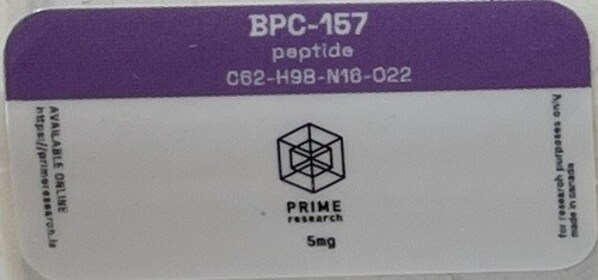 BPC-157
peptide
C62-H98-N16-O22
AVAILABLE ONLINE
https://primeresearch.is
PRIME
research
5mg
for research purposes only
made in canada